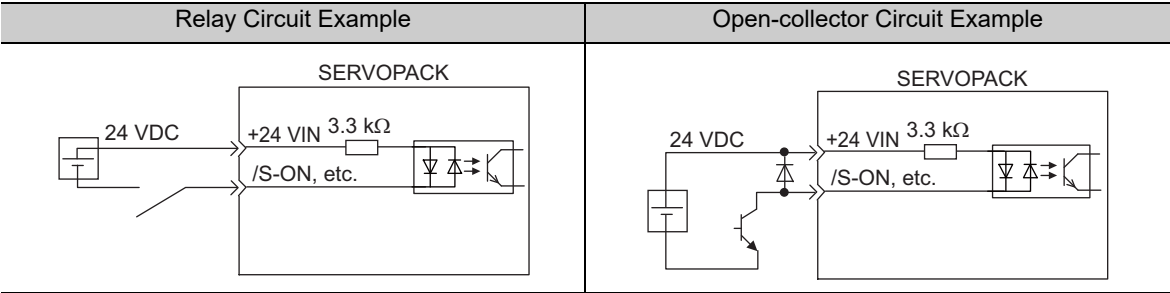 Relay Circuit Example
Open-collector Circuit Example
SERVOPACK
24 VDC
+24 VIN
3.3 kΩ
/S-ON, etc.
SERVOPACK
24 VDC
+24 VIN
3.3 kΩ
/S-ON, etc.